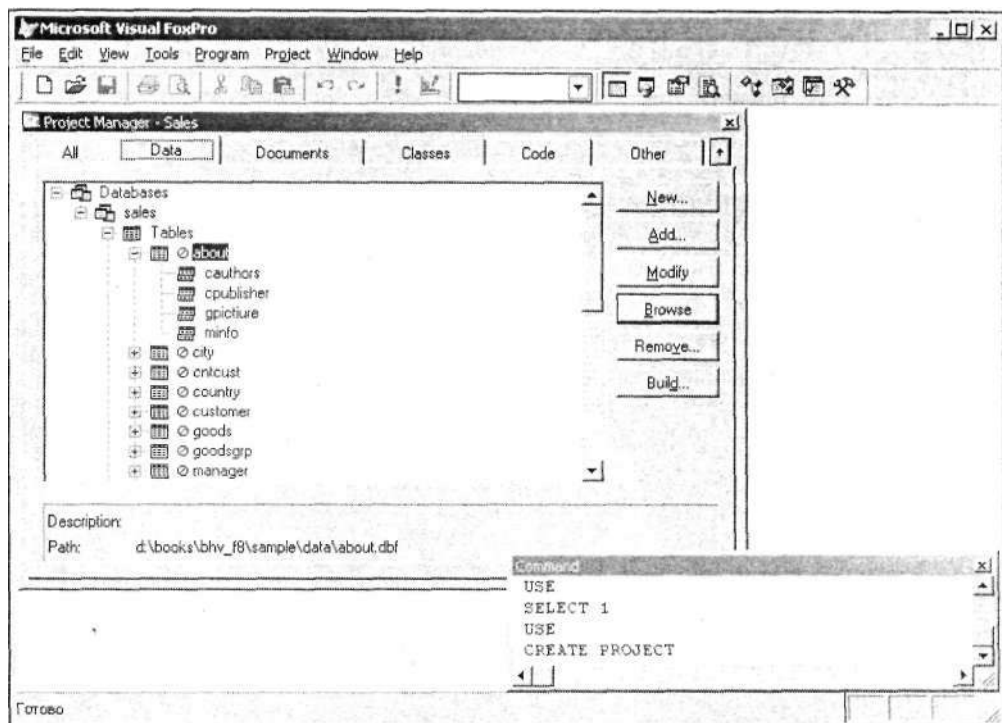 Microsoft Visual FoxPro
File Edit View Tools Program Project Window Help
Project Manager - Sales
All Data Documents Classes Code Other
Databases
sales
Tables
about
cauthors
cpublisher
gpictiure
minfo
city
cntcust
country
customer
goods
goodsgrp
manager
New...
Add...
Modify
Browse
Remove...
Build...
Description:
Path: d:\books\bhv_f8\sample\data\about.dbf
Command
USE
SELECT 1
USE
CREATE PROJECT
Готово